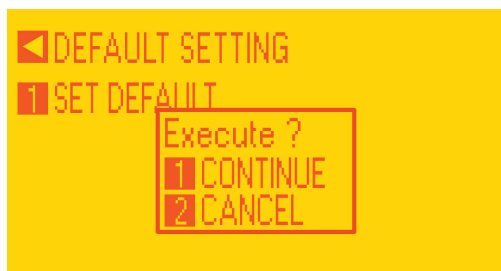 DEFAULT SETTING
1 SET DEFAULT
Execute ?
1 CONTINUE
2 CANCEL